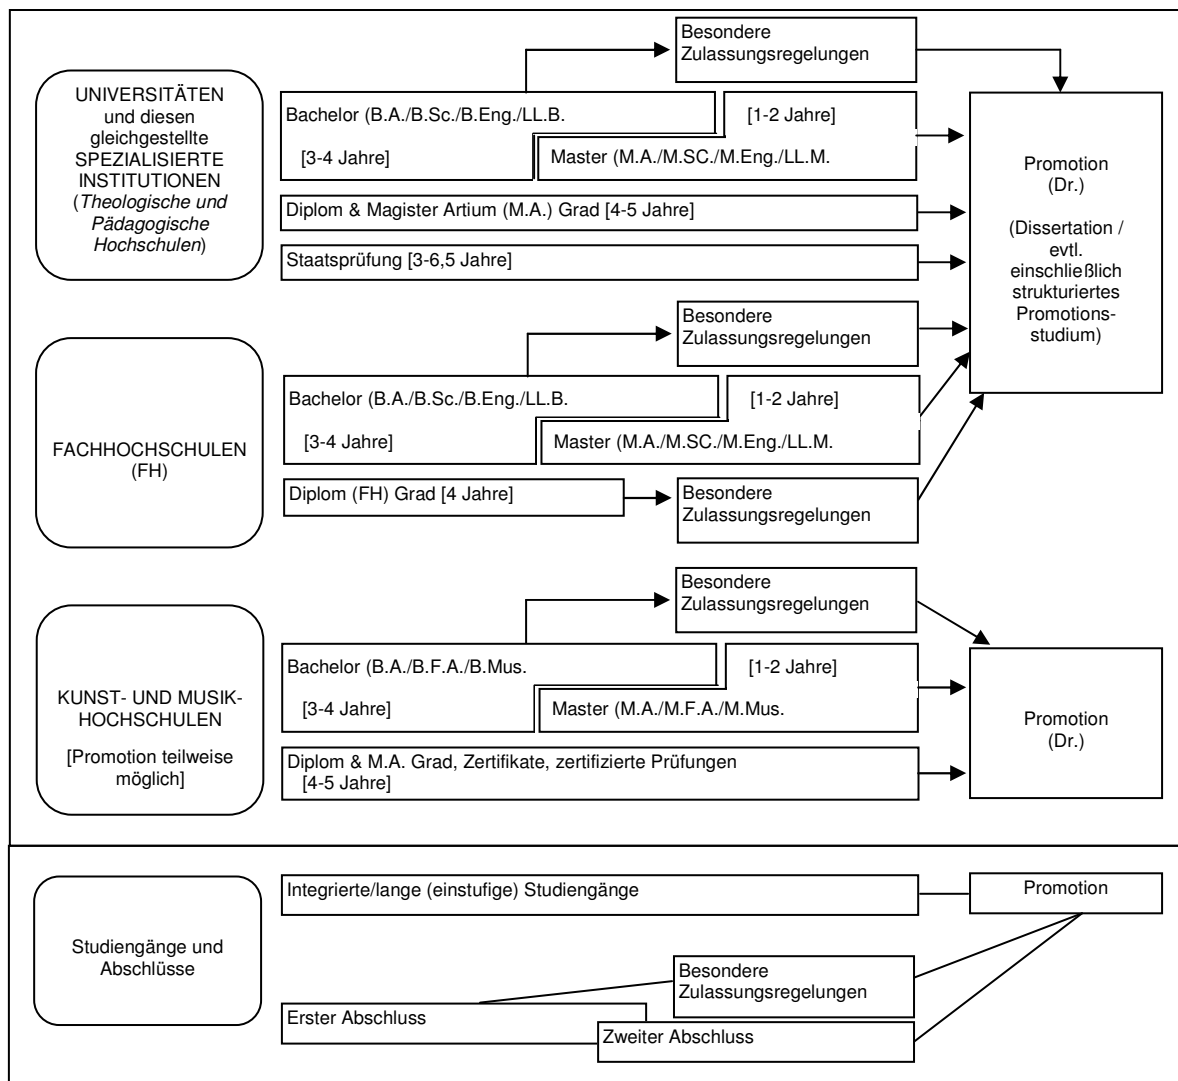 Besondere
Zulassungsregelungen
UNIVERSITÄTEN
und diesen
gleichgestellte
SPEZIALISIERTE
INSTITUTIONEN
(Theologische und
Pädagogische
Hochschulen)
Bachelor (B.A./B.Sc./B.Eng./LL.B.
[3-4 Jahre]
[1-2 Jahre]
Master (M.A./M.SC./M.Eng./LL.M.
Diplom & Magister Artium (M.A.) Grad [4-5 Jahre]
Staatsprüfung [3-6,5 Jahre]
Promotion
(Dr.)
(Dissertation /
evtl.
einschließlich
strukturiertes
Promotions-
studium)
Besondere
Zulassungsregelungen
FACHHOCHSCHULEN
(FH)
Bachelor (B.A./B.Sc./B.Eng./LL.B.
[3-4 Jahre]
[1-2 Jahre]
Master (M.A./M.SC./M.Eng./LL.M.
Diplom (FH) Grad [4 Jahre]
Besondere
Zulassungsregelungen
Besondere
Zulassungsregelungen
KUNST- UND MUSIK-
HOCHSCHULEN
[Promotion teilweise
möglich]
Bachelor (B.A./B.F.A./B.Mus.
[3-4 Jahre]
[1-2 Jahre]
Master (M.A./M.F.A./M.Mus.
Diplom & M.A. Grad, Zertifikate, zertifizierte Prüfungen
[4-5 Jahre]
Promotion
(Dr.)
Studiengänge und
Abschlüsse
Integrierte/lange (einstufige) Studiengänge
Promotion
Besondere
Zulassungsregelungen
Erster Abschluss
Zweiter Abschluss